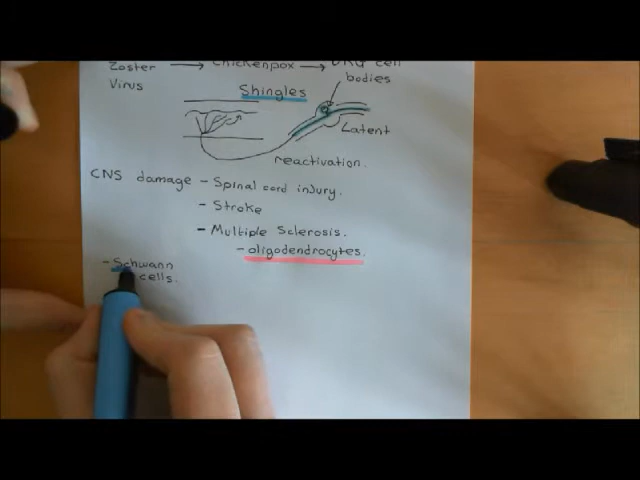 Zoster → Chickenpox → DRG cell
Virus bodies
Shingles
Latent
reactivation.
CNS damage - Spinal cord injury.
- Stroke
- Multiple Sclerosis.
- oligodendrocytes.
- Schwann
cells.